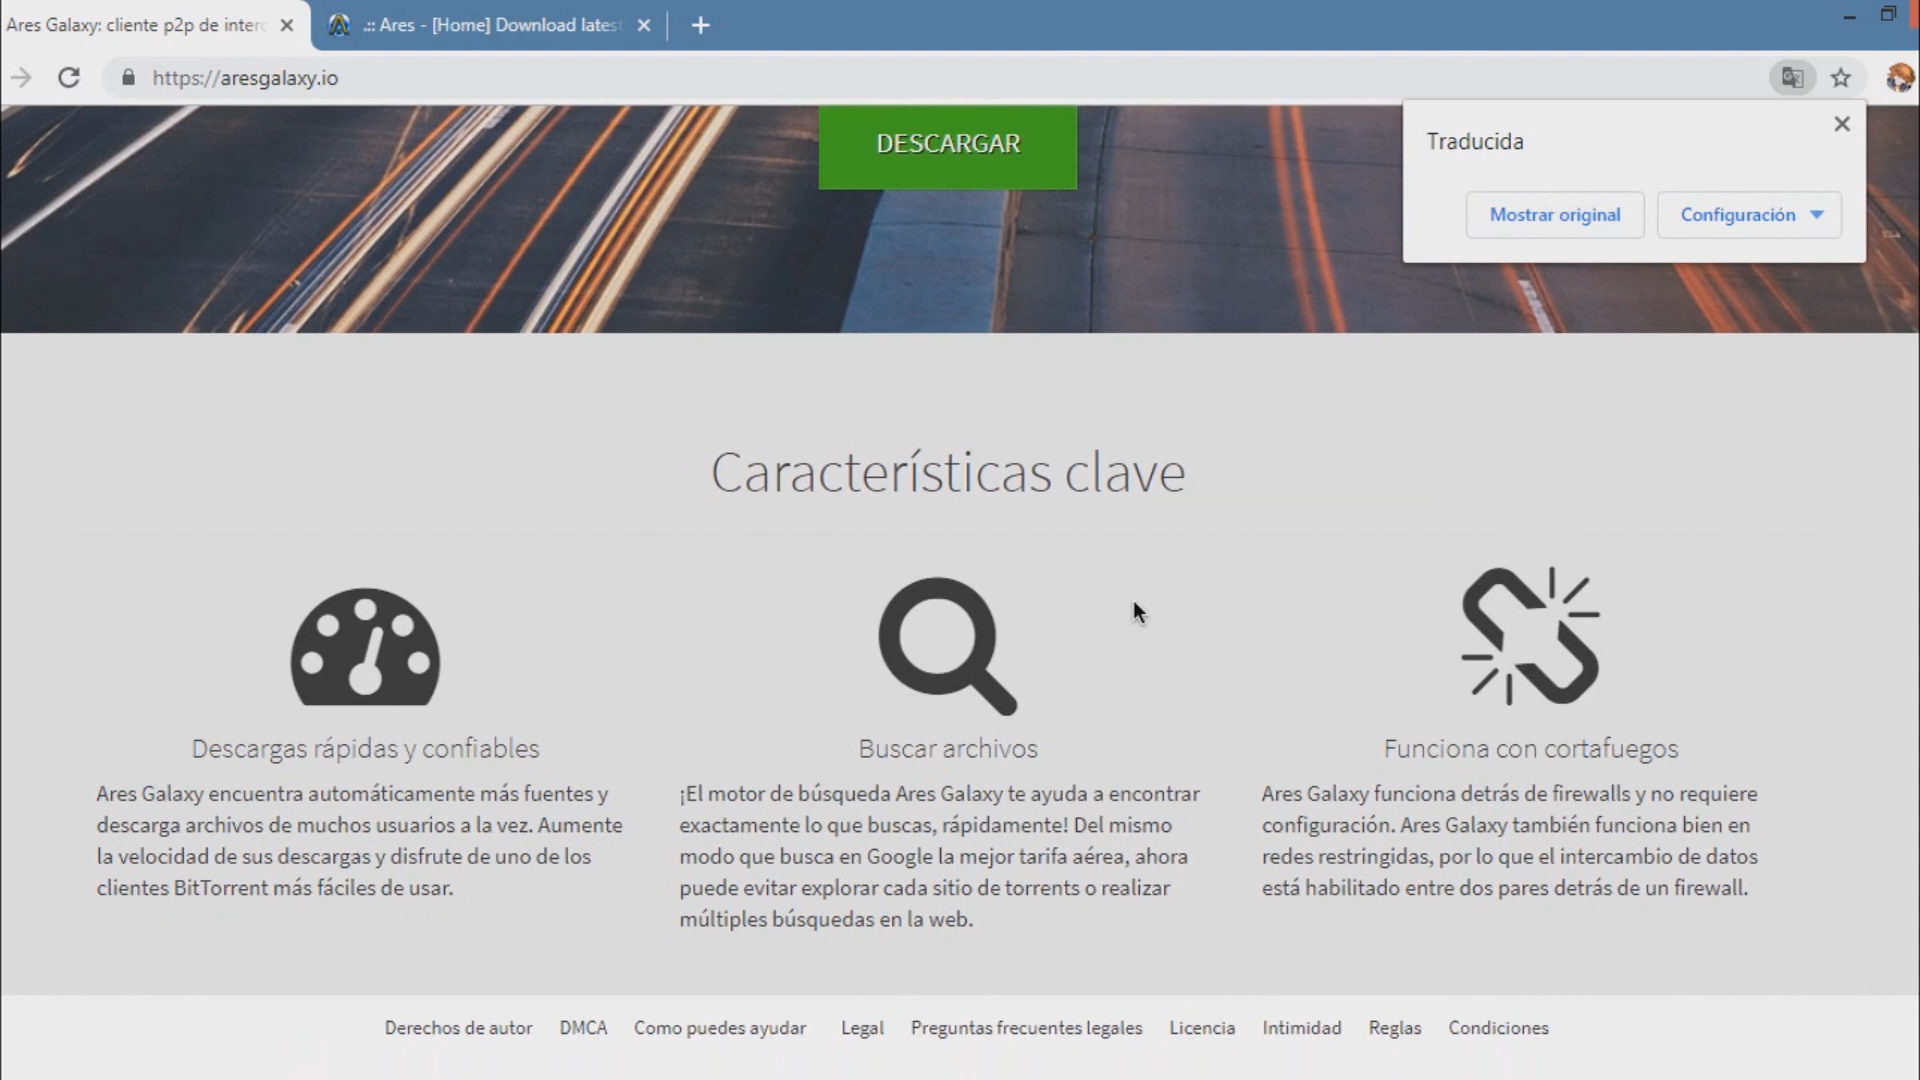 Ares Galaxy: cliente p2p de interc
.:: Ares - [Home] Download latest
https://aresgalaxy.io
DESCARGAR
Traducida
Mostrar original
Configuración
Características clave
Descargas rápidas y confiables
Ares Galaxy encuentra automáticamente más fuentes y
descarga archivos de muchos usuarios a la vez. Aumente
la velocidad de sus descargas y disfrute de uno de los
clientes BitTorrent más fáciles de usar.
Buscar archivos
¡El motor de búsqueda Ares Galaxy te ayuda a encontrar
exactamente lo que buscas, rápidamente! Del mismo
modo que busca en Google la mejor tarifa aérea, ahora
puede evitar explorar cada sitio de torrents o realizar
múltiples búsquedas en la web.
Funciona con cortafuegos
Ares Galaxy funciona detrás de firewalls y no requiere
configuración. Ares Galaxy también funciona bien en
redes restringidas, por lo que el intercambio de datos
está habilitado entre dos pares detrás de un firewall.
Derechos de autor DMCA Como puedes ayudar Legal Preguntas frecuentes legales Licencia Intimidad Reglas Condiciones